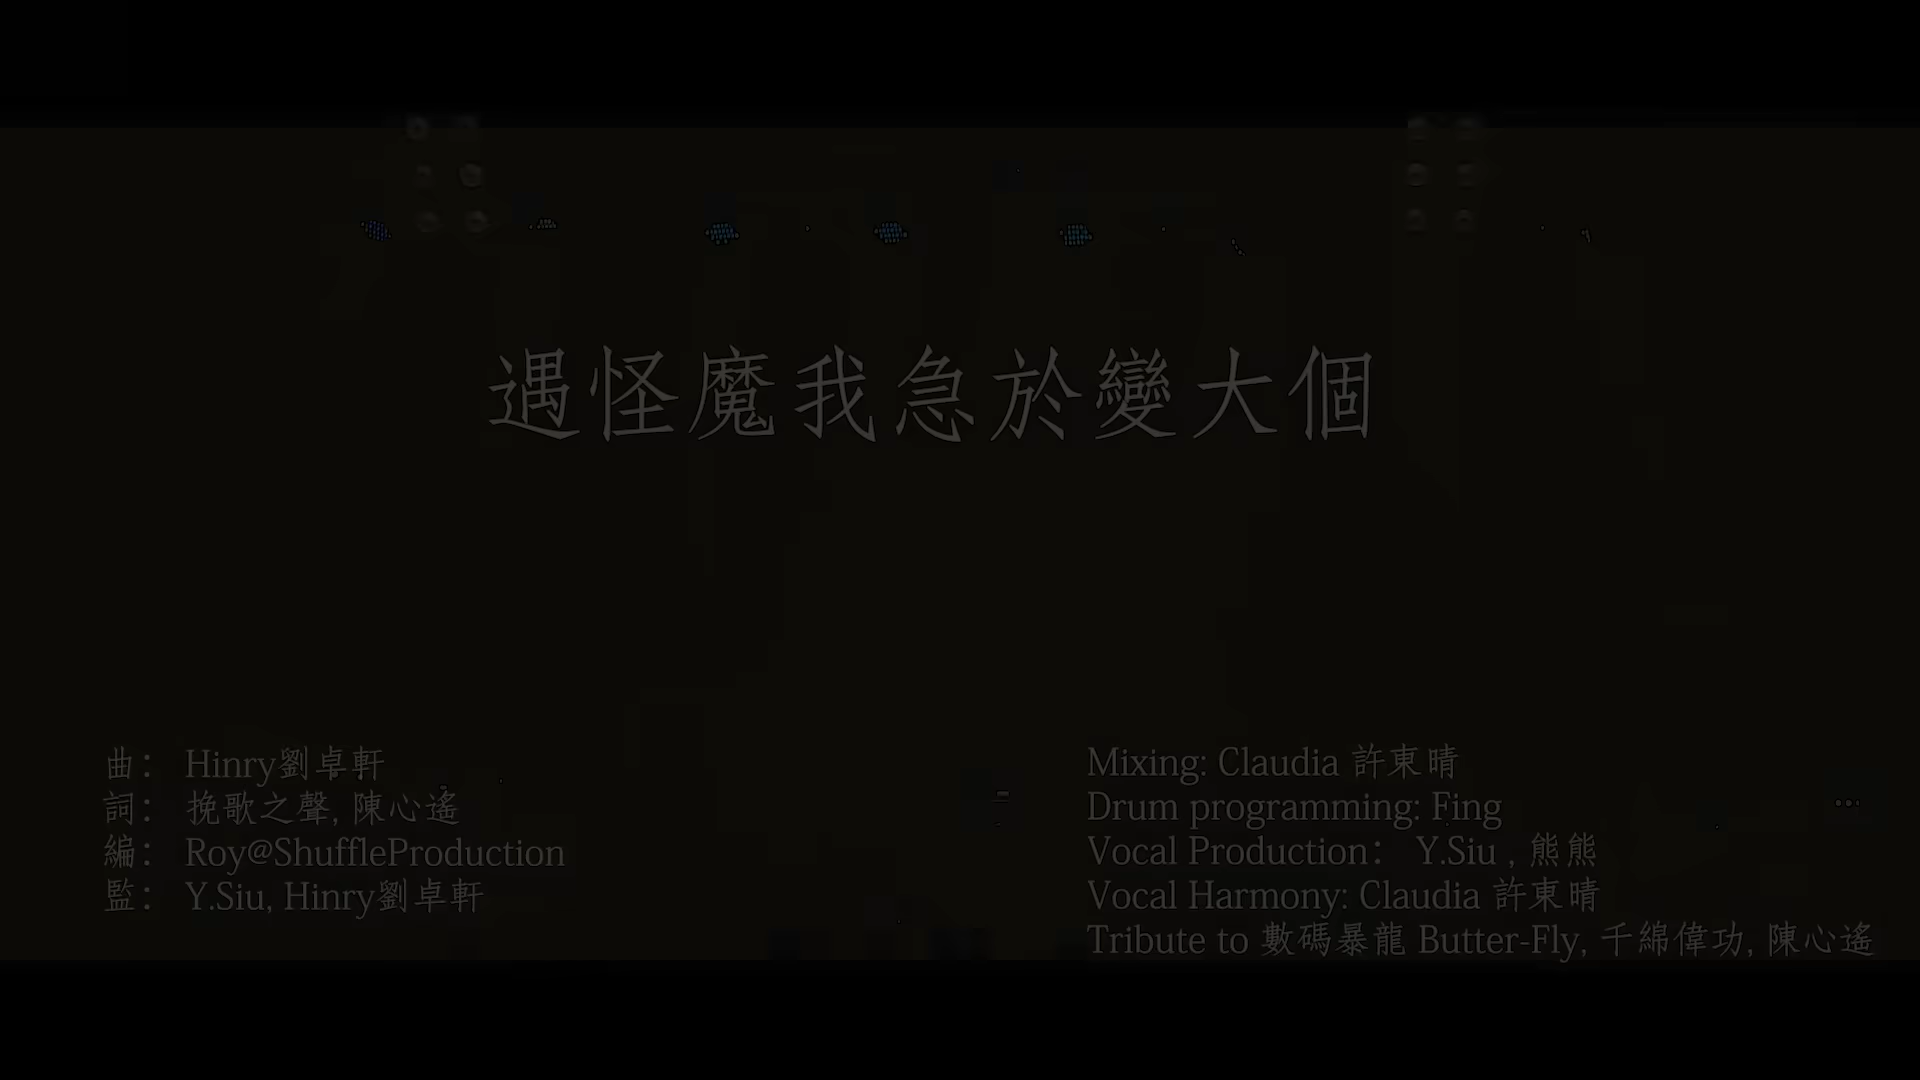 遇怪魔我急於變大個
曲： Hinry劉卓軒
詞： 挽歌之聲, 陳心遙
編： Roy@ShuffleProduction
監： Y.Siu, Hinry劉卓軒
Mixing: Claudia 許東晴
Drum programming: Fing
Vocal Production： Y.Siu , 熊熊
Vocal Harmony: Claudia 許東晴
Tribute to 數碼暴龍 Butter-Fly, 千綿偉功, 陳心遙